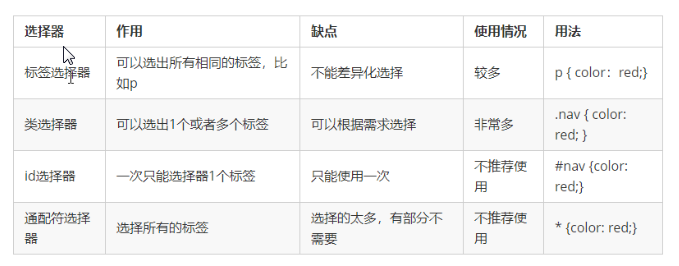 选择器 作用 缺点 使用情况 用法
标签选择器 可以选出所有相同的标签，比如p 不能差异化选择 较多 p { color：red;}
类选择器 可以选出1个或者多个标签 可以根据需求选择 非常多 .nav { color: red; }
id选择器 一次只能选择器1个标签 只能使用一次 不推荐使用 #nav {color: red;}
通配符选择器 选择所有的标签 选择的太多，有部分不需要 不推荐使用 * {color: red;}